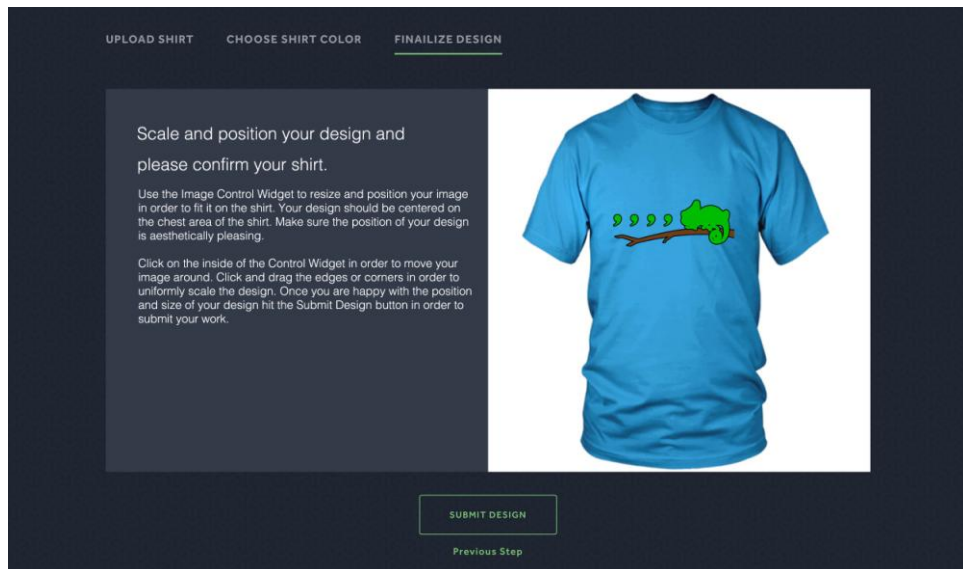 UPLOAD SHIRT
CHOOSE SHIRT COLOR
FINAILIZE DESIGN
Scale and position your design and
please confirm your shirt.
Use the Image Control Widget to resize and position your image
in order to fit it on the shirt. Your design should be centered on
the chest area of the shirt. Make sure the position of your design
is aesthetically pleasing.
Click on the inside of the Control Widget in order to move your
image around. Click and drag the edges or corners in order to
uniformly scale the design. Once you are happy with the position
and size of your design hit the Submit Design button in order to
submit your work.
,,,,
SUBMIT DESIGN
Previous Step